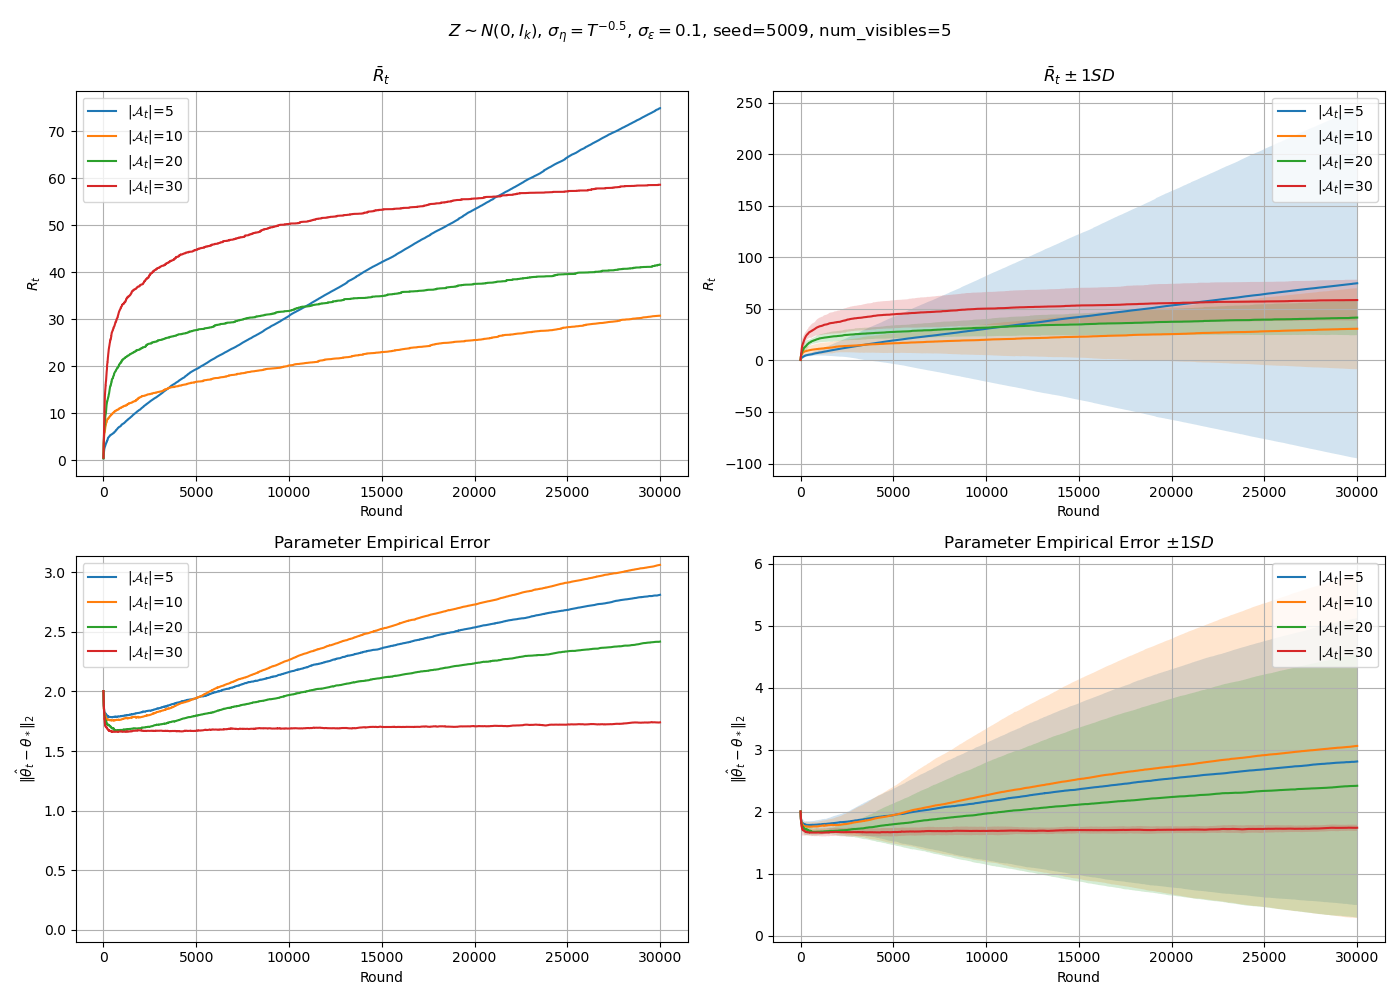 Z ~ N(0, I_k), σ_η = T^{−0.5}, σ_ε = 0.1, seed=5009, num_visibles=5
R̄_t
R_t
70
60
50
40
30
20
10
0
|𝒜_t|=5
|𝒜_t|=10
|𝒜_t|=20
|𝒜_t|=30
0 5000 10000 15000 20000 25000 30000
Round
R̄_t ± 1SD
R_t
250
200
150
100
50
0
−50
−100
|𝒜_t|=5
|𝒜_t|=10
|𝒜_t|=20
|𝒜_t|=30
0 5000 10000 15000 20000 25000 30000
Round
Parameter Empirical Error
‖θ̂_t − θ_*‖_2
3.0
2.5
2.0
1.5
1.0
0.5
0.0
|𝒜_t|=5
|𝒜_t|=10
|𝒜_t|=20
|𝒜_t|=30
0 5000 10000 15000 20000 25000 30000
Round
Parameter Empirical Error ±1SD
‖θ̂_t − θ_*‖_2
6
5
4
3
2
1
0
|𝒜_t|=5
|𝒜_t|=10
|𝒜_t|=20
|𝒜_t|=30
0 5000 10000 15000 20000 25000 30000
Round